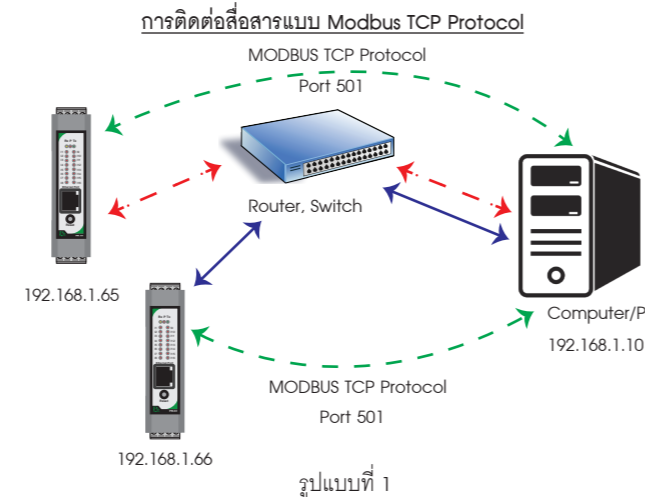 การติดต่อสื่อสารแบบ Modbus TCP Protocol
MODBUS TCP Protocol
Port 501
Router, Switch
192.168.1.65
Computer/P
192.168.1.10
MODBUS TCP Protocol
Port 501
192.168.1.66
รูปแบบที่ 1